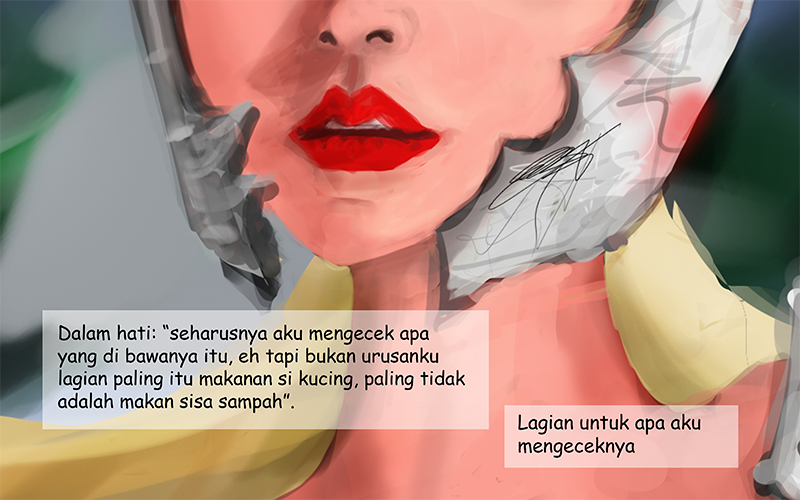 Dalam hati: “seharusnya aku mengecek apa
yang di bawanya itu, eh tapi bukan urusanku
lagian paling itu makanan si kucing, paling tidak
adalah makan sisa sampah”.
Lagian untuk apa aku
mengeceknya